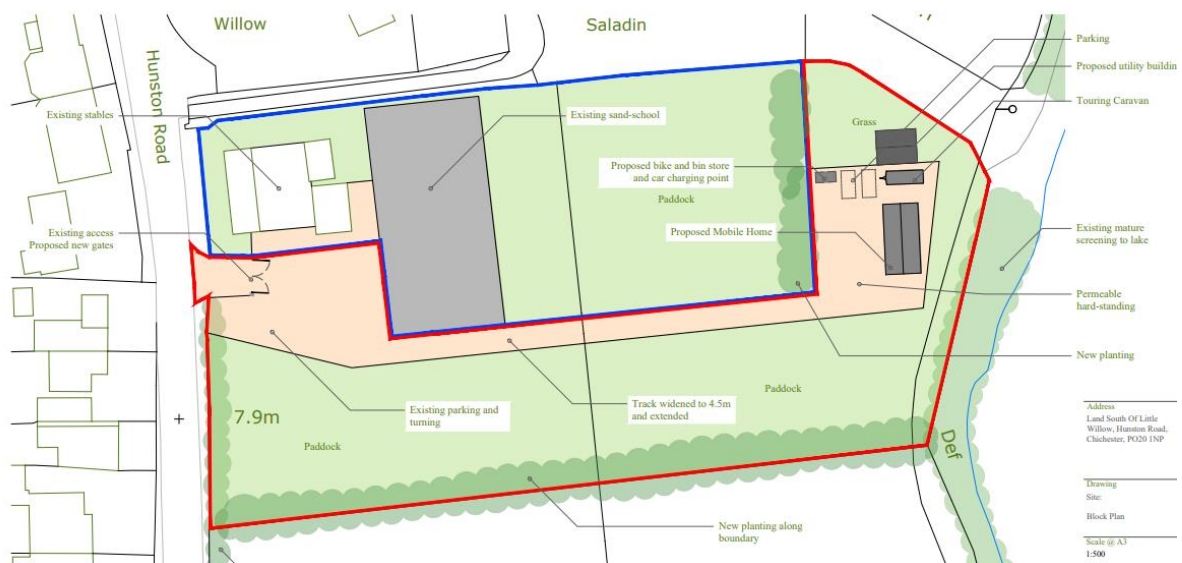 Willow
Saladin
Hunston Road
Existing stables
Existing sand-school
Parking
Proposed utility building
Touring Caravan
Grass
Proposed bike and bin store
and car charging point
Paddock
Existing access
Proposed new gates
Proposed Mobile Home
Existing mature
screening to lake
Permeable
hard-standing
New planting
7.9m
Existing parking and
turning
Track widened to 4.5m
and extended
Paddock
Paddock
Def
New planting along
boundary
Address
Land South Of Little
Willow, Hunston Road,
Chichester, PO20 1NP
Drawing
Site:
Block Plan
Scale @ A3
1:500